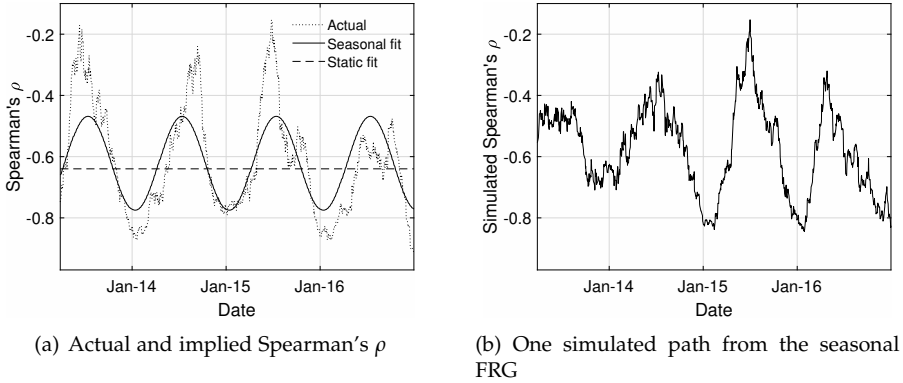 Actual
Seasonal fit
Static fit
-0.2
-0.4
-0.6
-0.8
Spearman's ρ
Jan-14 Jan-15 Jan-16
Date
(a) Actual and implied Spearman’s ρ
-0.2
-0.4
-0.6
-0.8
Simulated Spearman's ρ
Jan-14 Jan-15 Jan-16
Date
(b) One simulated path from the seasonal
FRG